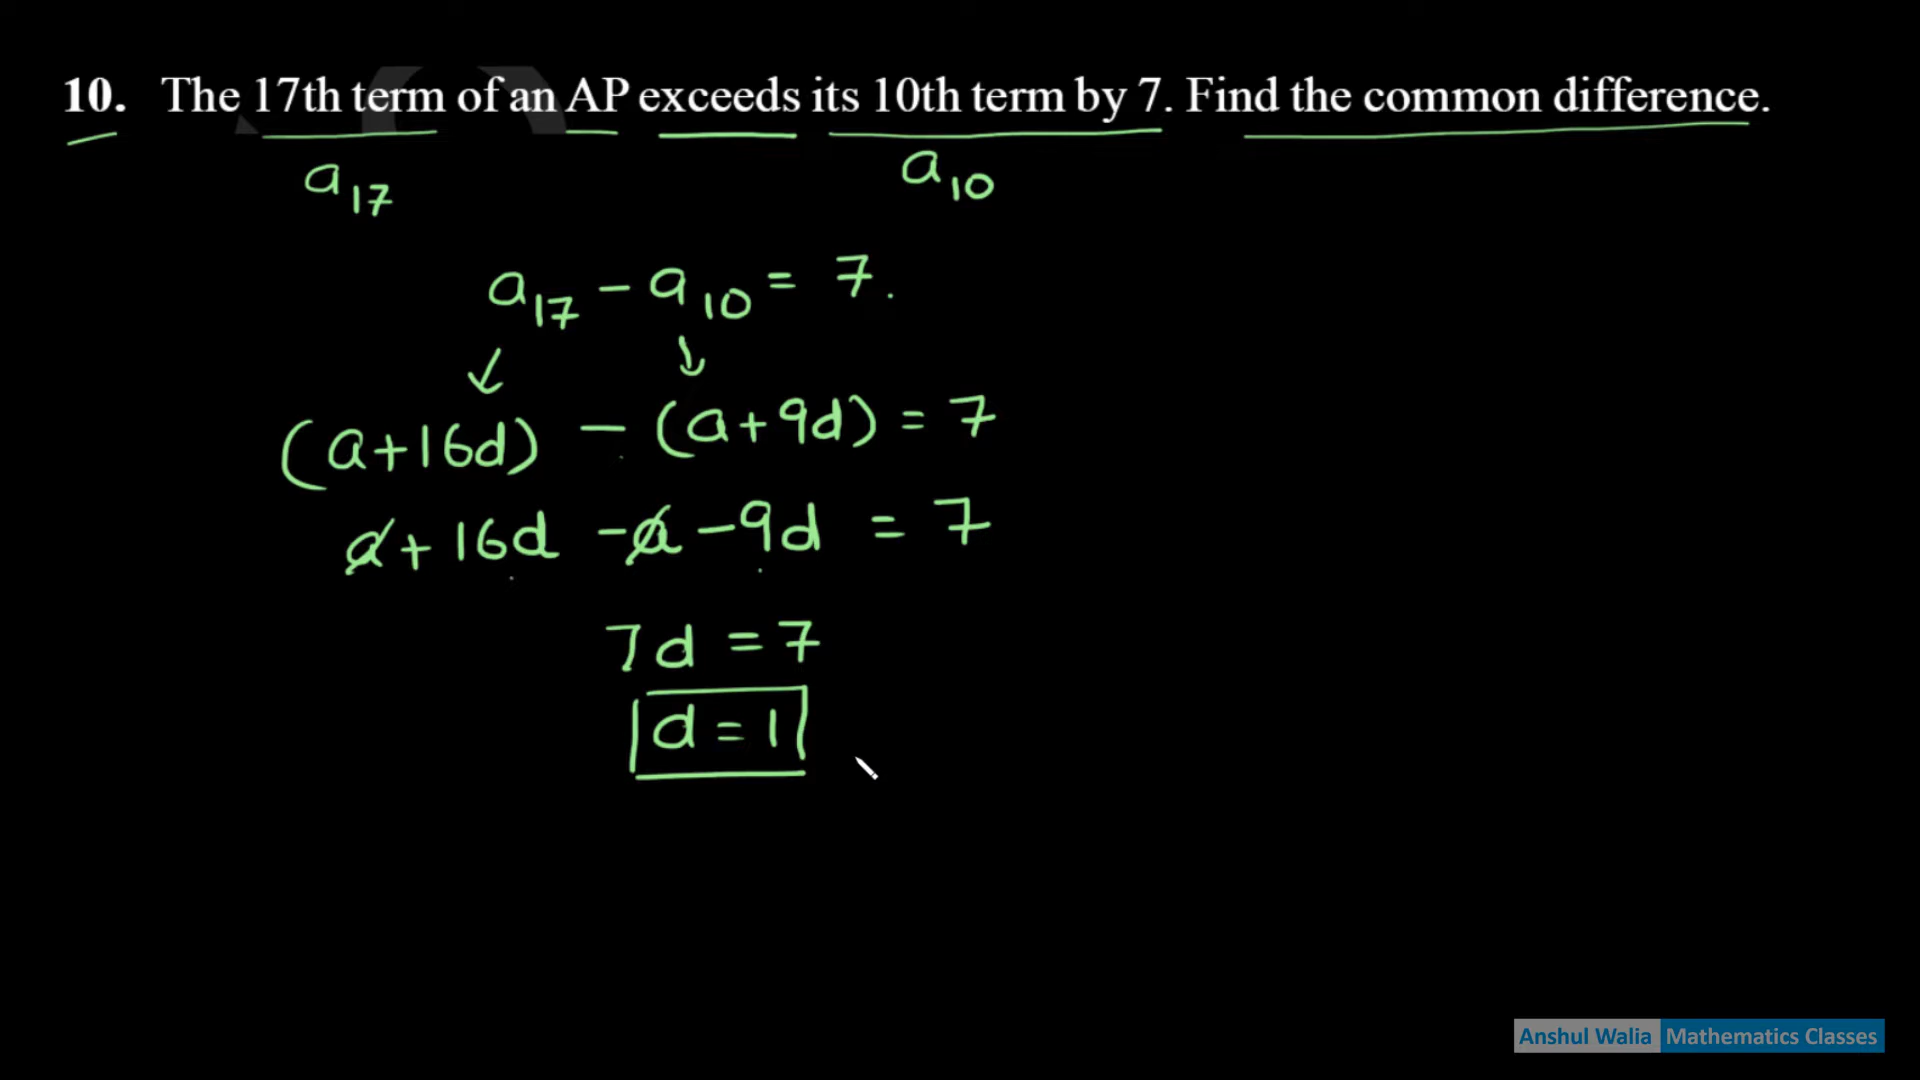 10. The 17th term of an AP exceeds its 10th term by 7. Find the common difference.
a₁₇ a₁₀
a₁₇ - a₁₀ = 7.
(a+16d) - (a+9d) = 7
a+16d -a -9d = 7
7d = 7
d = 1
Anshul Walia Mathematics Classes